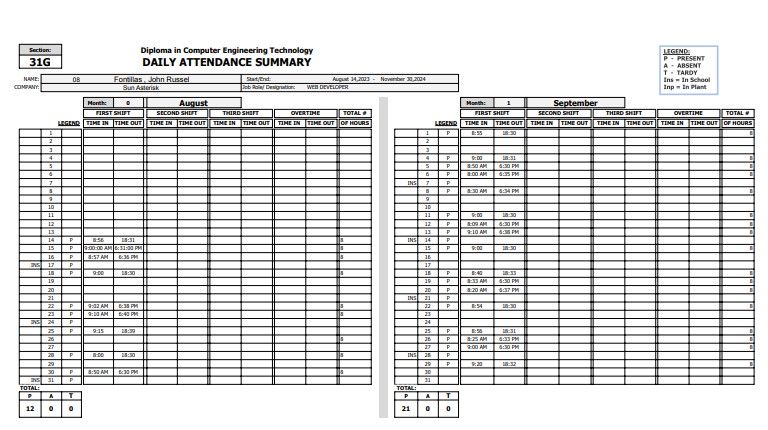 Section:
31G
Diploma in Computer Engineering Technology
DAILY ATTENDANCE SUMMARY
LEGEND:
P - PRESENT
A - ABSENT
T - TARDY
Ins = In School
Inp = In Plant
NAME: 08 Fontillas , John Russel Start/End: August 14,2023 - November 30,2024
COMPANY: Sun Asterisk Job Role/ Designation: WEB DEVELOPER
Month: 0 August
FIRST SHIFT SECOND SHIFT THIRD SHIFT OVERTIME TOTAL #
LEGEND TIME IN TIME OUT TIME IN TIME OUT TIME IN TIME OUT TIME IN TIME OUT OF HOURS
1
2
3
4
5
6
7
8
9
10
11
12
13
14 P 8:56 18:31 8
15 P 9:00:00 AM 6:31:00 PM 8
16 P 8:57 AM 6:36 PM 8
INS 17 P
18 P 9:00 18:30 8
19
20
21
22 P 9:02 AM 6:38 PM 8
23 P 9:10 AM 6:40 PM 8
INS 24 P
25 P 9:15 18:39 8
26 8
27
28 P 8:00 18:30 8
29
30 P 8:50 AM 6:30 PM 8
INS 31 P
TOTAL:
P A T
12 0 0
Month: 1 September
FIRST SHIFT SECOND SHIFT THIRD SHIFT OVERTIME TOTAL #
LEGEND TIME IN TIME OUT TIME IN TIME OUT TIME IN TIME OUT TIME IN TIME OUT OF HOURS
1 P 8:55 18:30 8
2
3
4 P 9:00 18:31 8
5 P 8:50 AM 6:30 PM 8
6 P 8:00 AM 6:35 PM 8
INS 7 P
8 P 8:30 AM 6:34 PM 8
9
10
11 P 9:00 18:30 8
12 P 8:09 AM 6:30 PM 8
13 P 9:10 AM 6:38 PM 8
INS 14 P
15 P 9:00 18:30 8
16
17
18 P 8:40 18:33 8
19 P 8:33 AM 6:30 PM 8
20 P 8:20 AM 6:37 PM 8
INS 21 P
22 P 8:54 18:30 8
23
24
25 P 8:56 18:31 8
26 P 8:25 AM 6:33 PM 8
27 P 9:00 AM 6:30 PM 8
INS 28 P
29 P 9:20 18:32 8
30
31
TOTAL:
P A T
21 0 0